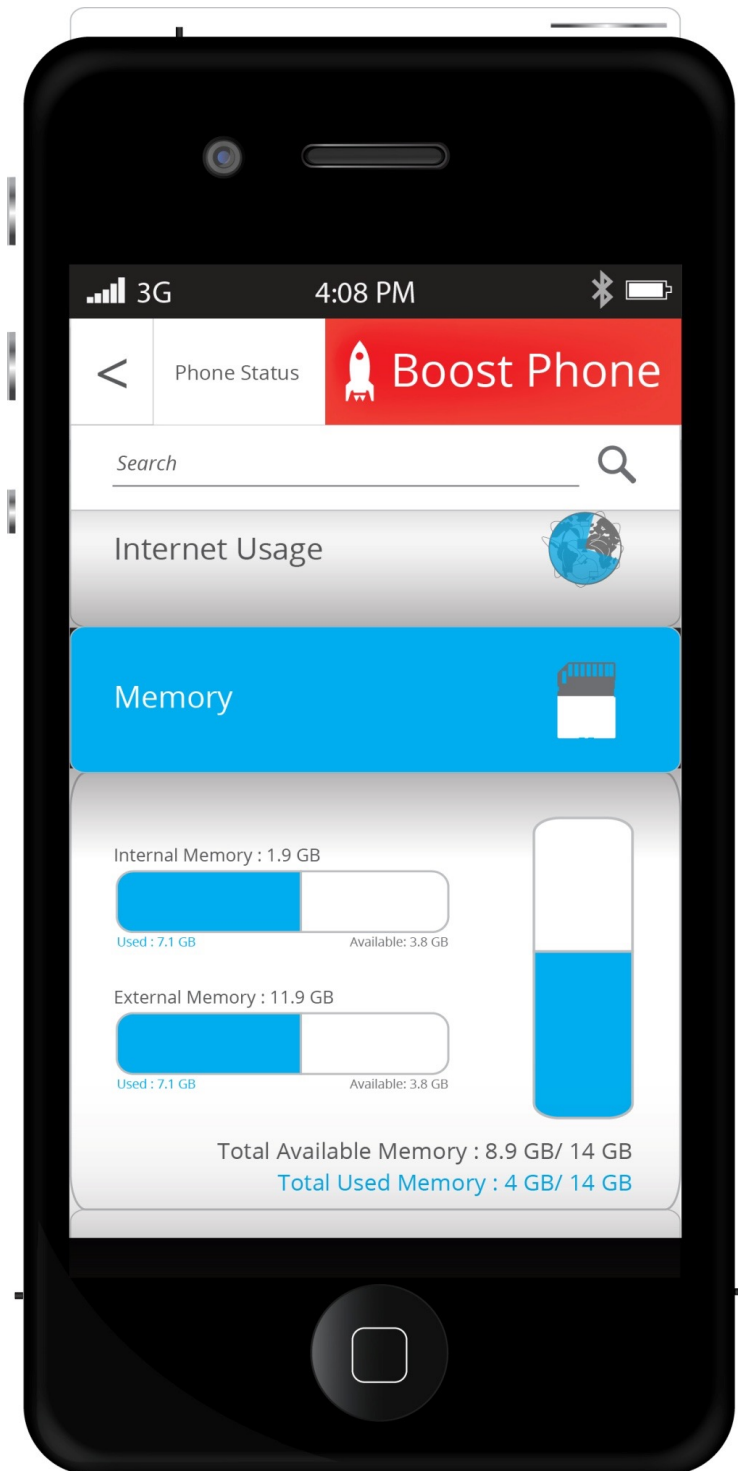 3G 4:08 PM
< Phone Status Boost Phone
Search
Internet Usage
Memory
Internal Memory : 1.9 GB
Used : 7.1 GB Available: 3.8 GB
External Memory : 11.9 GB
Used : 7.1 GB Available: 3.8 GB
Total Available Memory : 8.9 GB/ 14 GB
Total Used Memory : 4 GB/ 14 GB